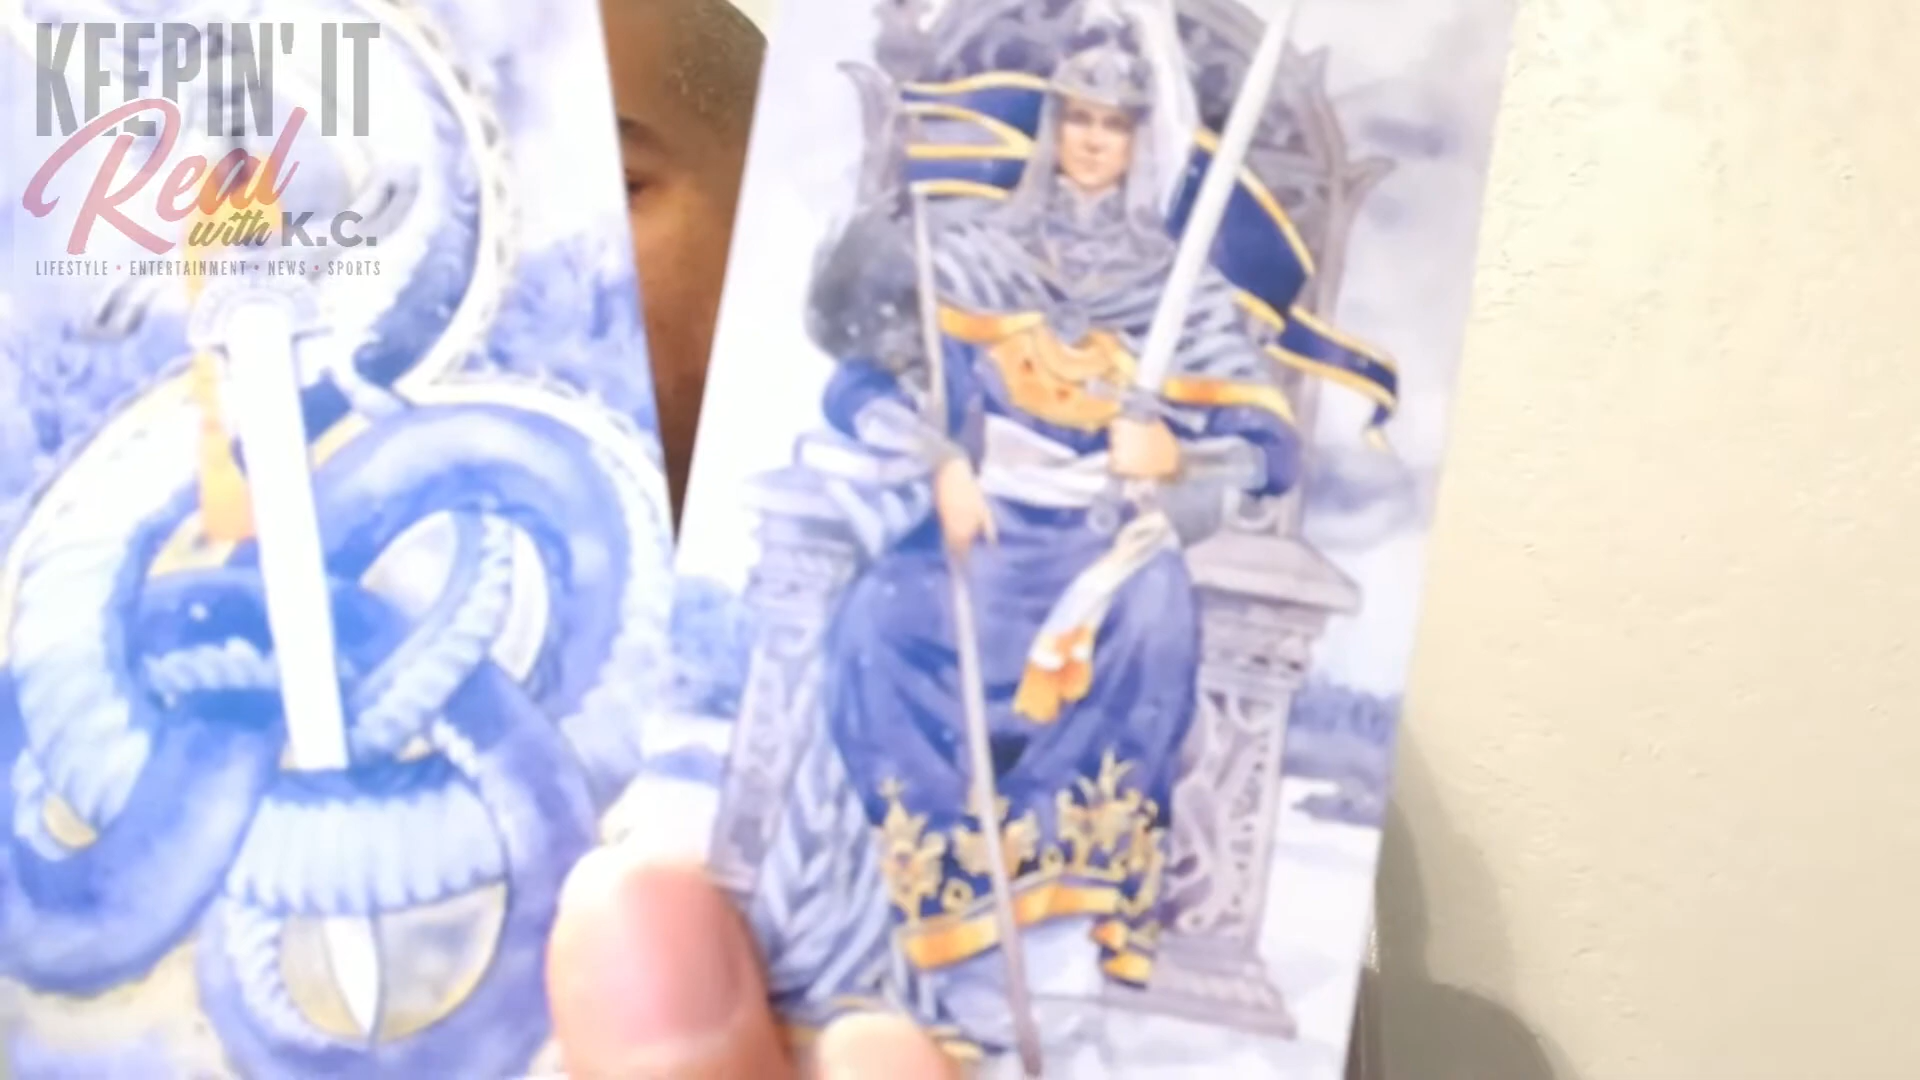 KEEPIN' IT
Real
with K.C.
LIFESTYLE • ENTERTAINMENT • NEWS • SPORTS